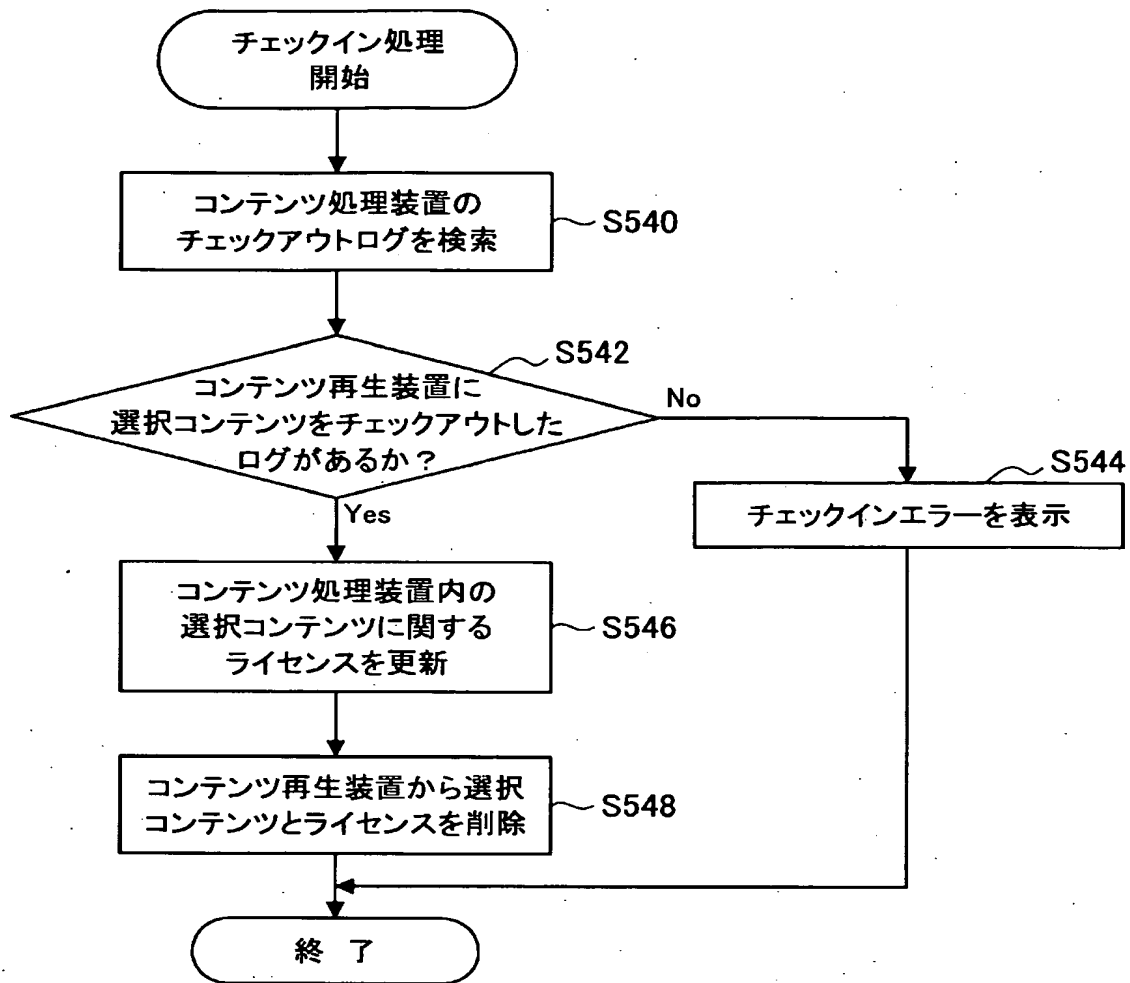 チェックイン処理
開始
コンテンツ処理装置の
チェックアウトログを検索
S540
S542
コンテンツ再生装置に
選択コンテンツをチェックアウトした
ログがあるか？
No
Yes
S544
チェックインエラーを表示
コンテンツ処理装置内の
選択コンテンツに関する
ライセンスを更新
S546
コンテンツ再生装置から選択
コンテンツとライセンスを削除
S548
終 了